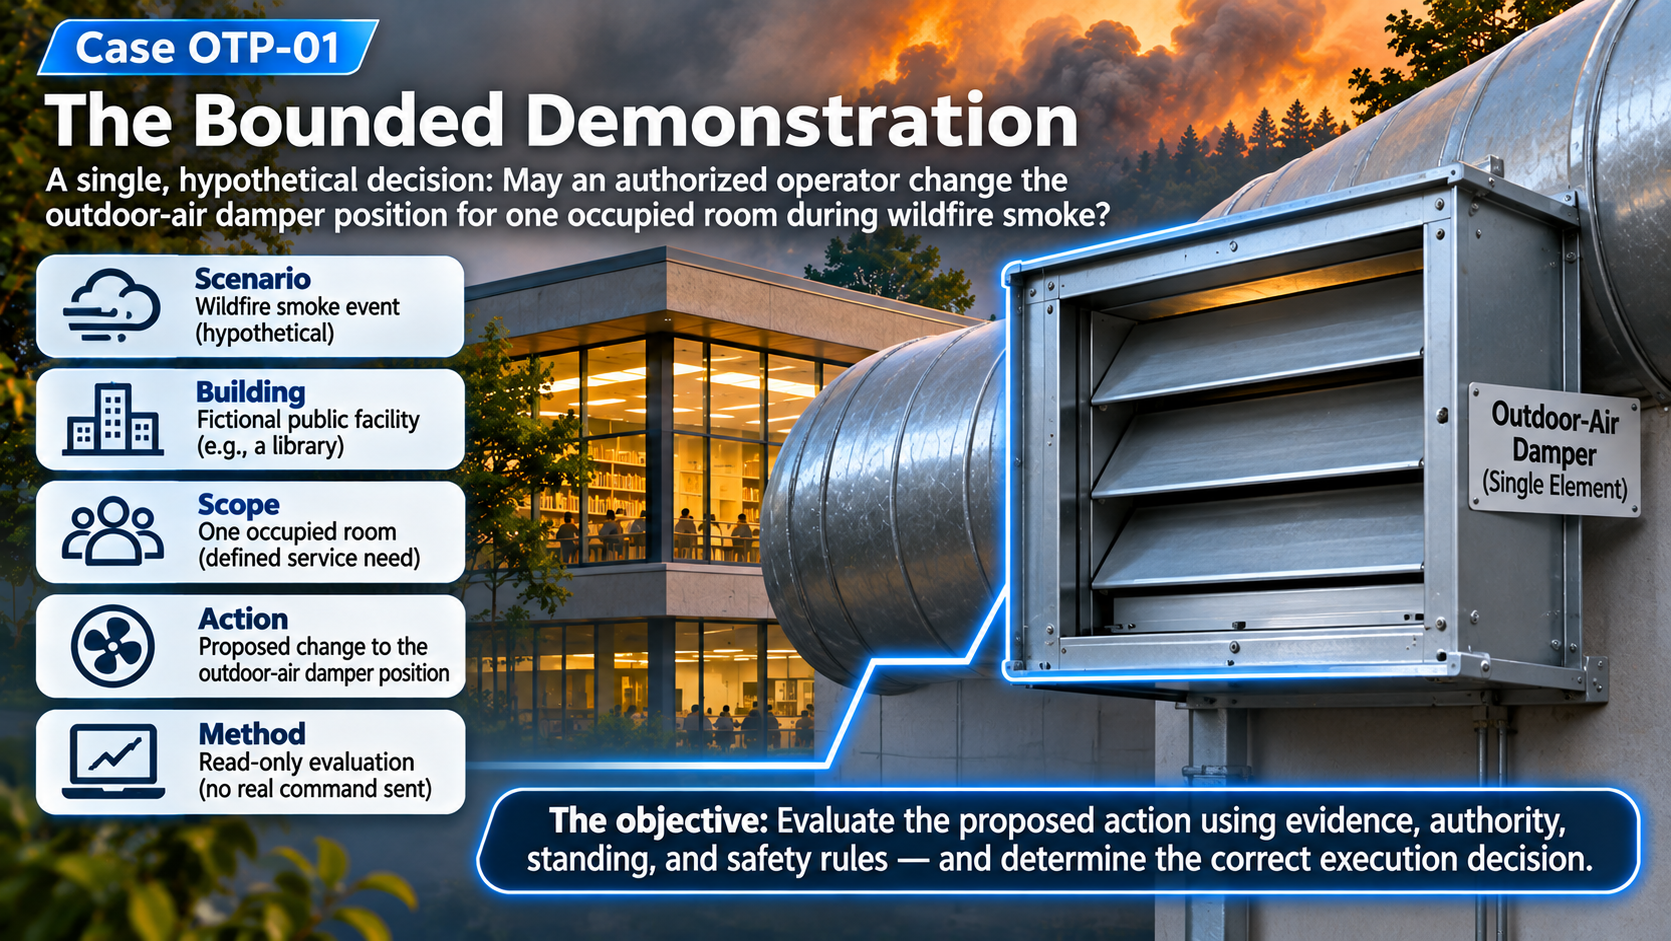 Case OTP-01
The Bounded Demonstration
A single, hypothetical decision: May an authorized operator change the
outdoor-air damper position for one occupied room during wildfire smoke?
Scenario
Wildfire smoke event
(hypothetical)
Building
Fictional public facility
(e.g., a library)
Scope
One occupied room
(defined service need)
Action
Proposed change to the
outdoor-air damper position
Method
Read-only evaluation
(no real command sent)
Outdoor-Air
Damper
(Single Element)
The objective: Evaluate the proposed action using evidence, authority,
standing, and safety rules — and determine the correct execution decision.